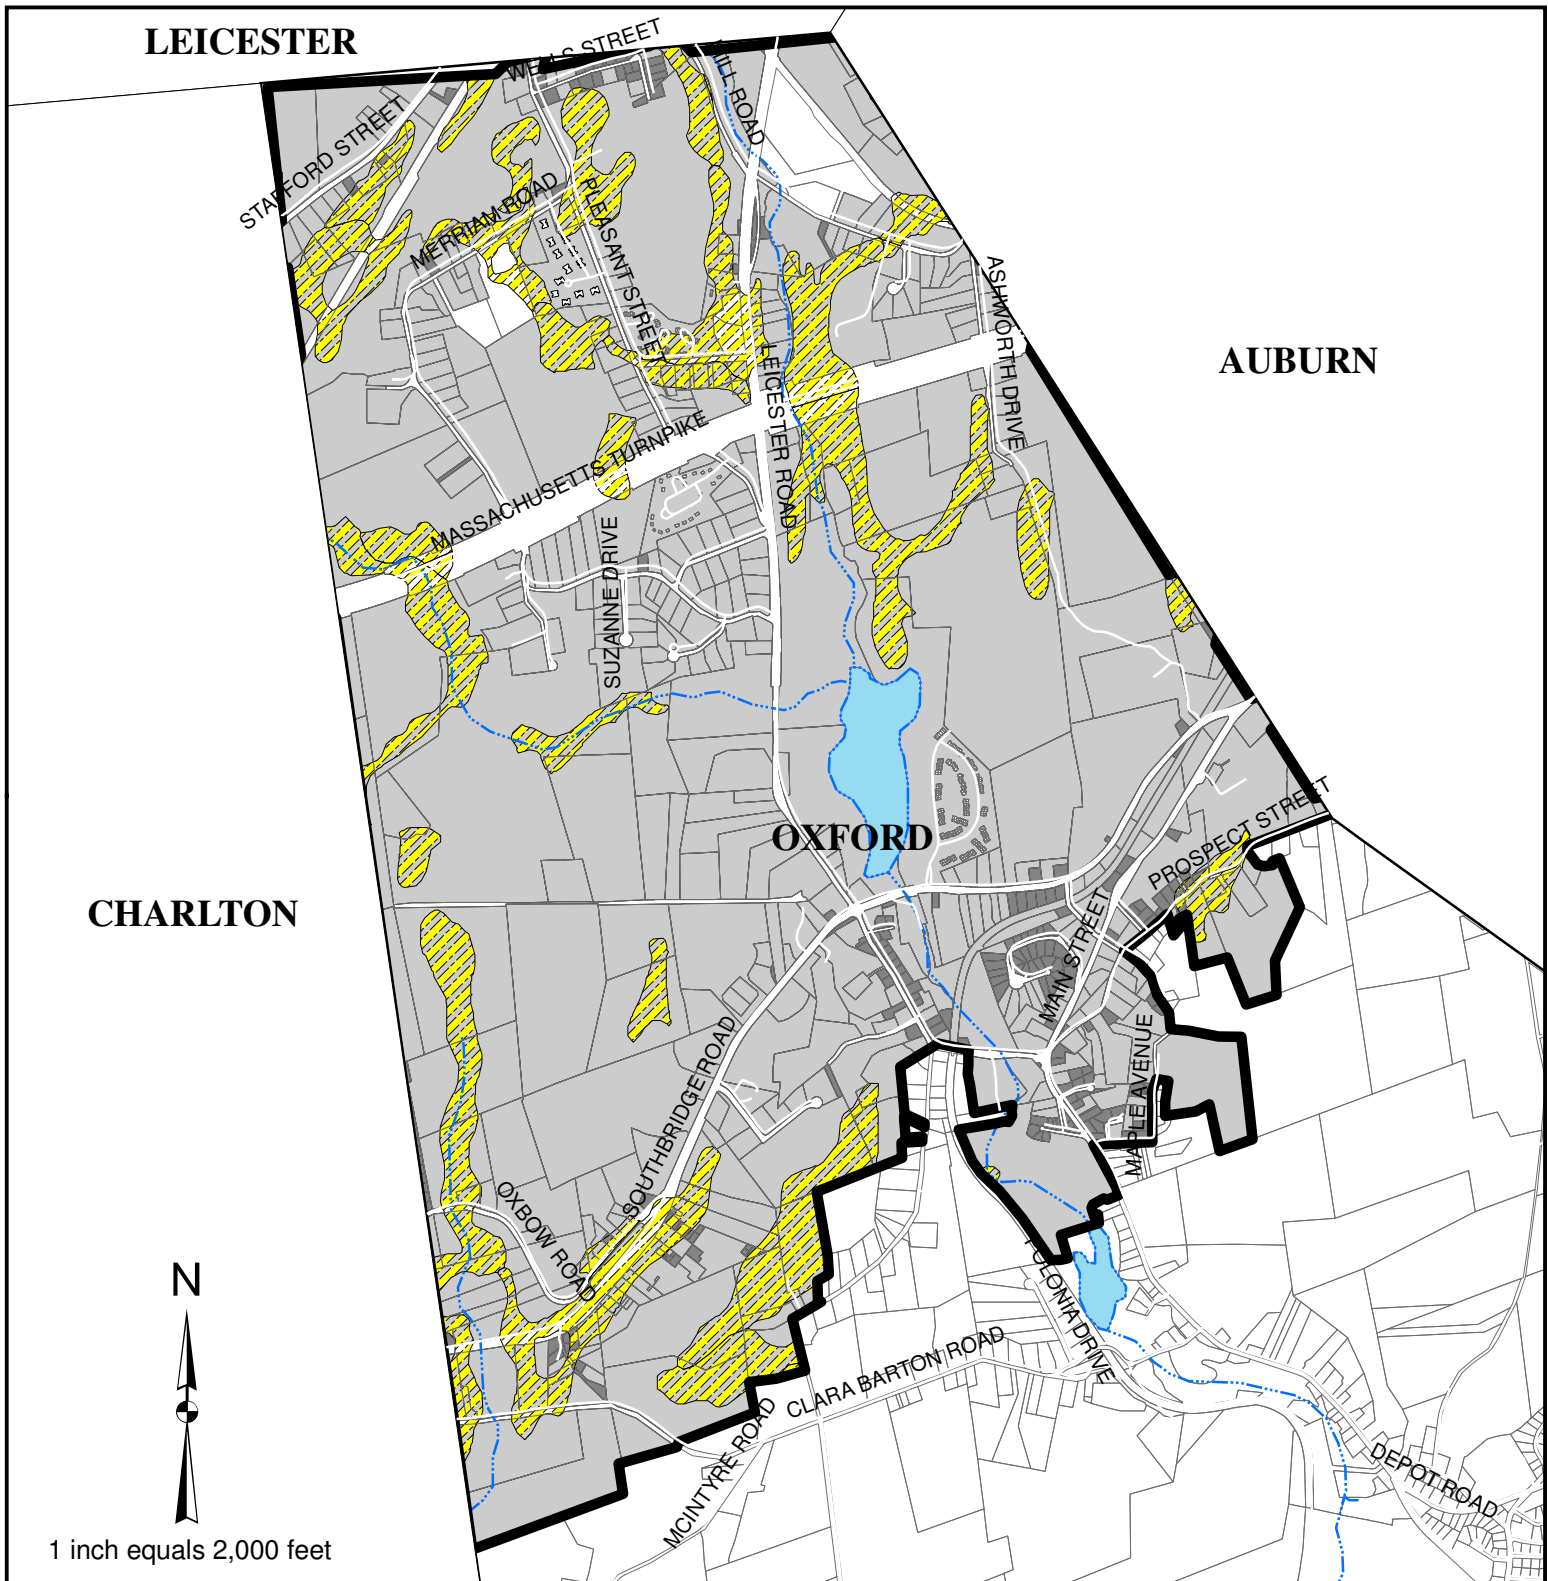 LEICESTER
WELLS STREET
HILL ROAD
STAFFORD STREET
MERRIAM ROAD
PLEASANT STREET
ASHWORTH DRIVE
AUBURN
LEICESTER ROAD
MASSACHUSETTS TURNPIKE
SUZANNE DRIVE
OXFORD
PROSPECT STREET
CHARLTON
MAIN STREET
MAPLE AVENUE
SOUTHBRIDGE ROAD
OXBOW ROAD
POLONIA DRIVE
N
CLARA BARTON ROAD
MCINTYRE ROAD
DEPOT ROAD
1 inch equals 2,000 feet